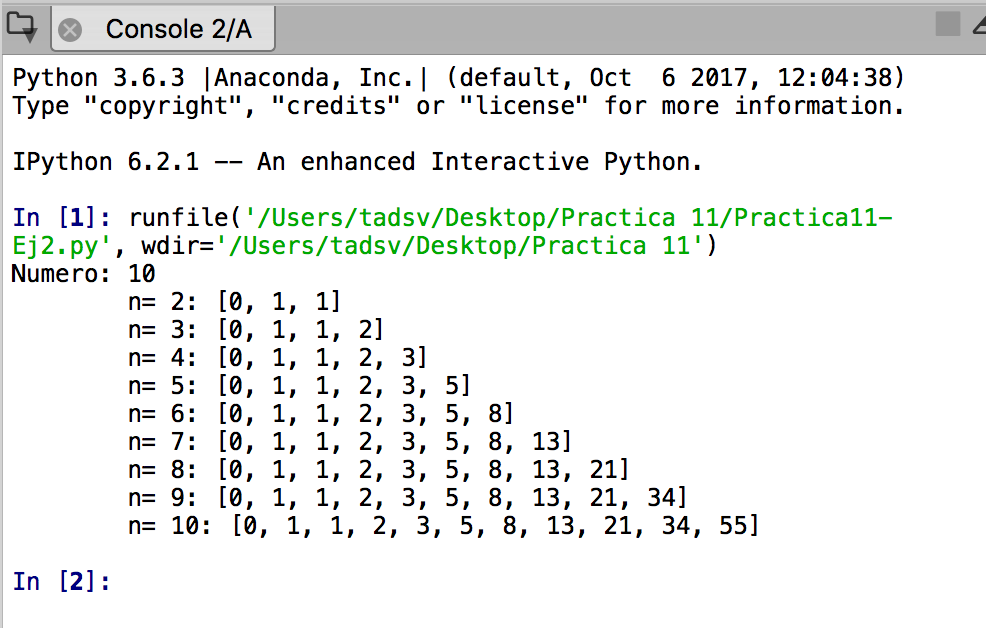 Console 2/A
Python 3.6.3 |Anaconda, Inc.| (default, Oct  6 2017, 12:04:38)
Type "copyright", "credits" or "license" for more information.
IPython 6.2.1 -- An enhanced Interactive Python.
In [1]: runfile('/Users/tadsv/Desktop/Practica 11/Practica11-
Ej2.py', wdir='/Users/tadsv/Desktop/Practica 11')
Numero: 10
        n= 2: [0, 1, 1]
        n= 3: [0, 1, 1, 2]
        n= 4: [0, 1, 1, 2, 3]
        n= 5: [0, 1, 1, 2, 3, 5]
        n= 6: [0, 1, 1, 2, 3, 5, 8]
        n= 7: [0, 1, 1, 2, 3, 5, 8, 13]
        n= 8: [0, 1, 1, 2, 3, 5, 8, 13, 21]
        n= 9: [0, 1, 1, 2, 3, 5, 8, 13, 21, 34]
        n= 10: [0, 1, 1, 2, 3, 5, 8, 13, 21, 34, 55]
In [2]: